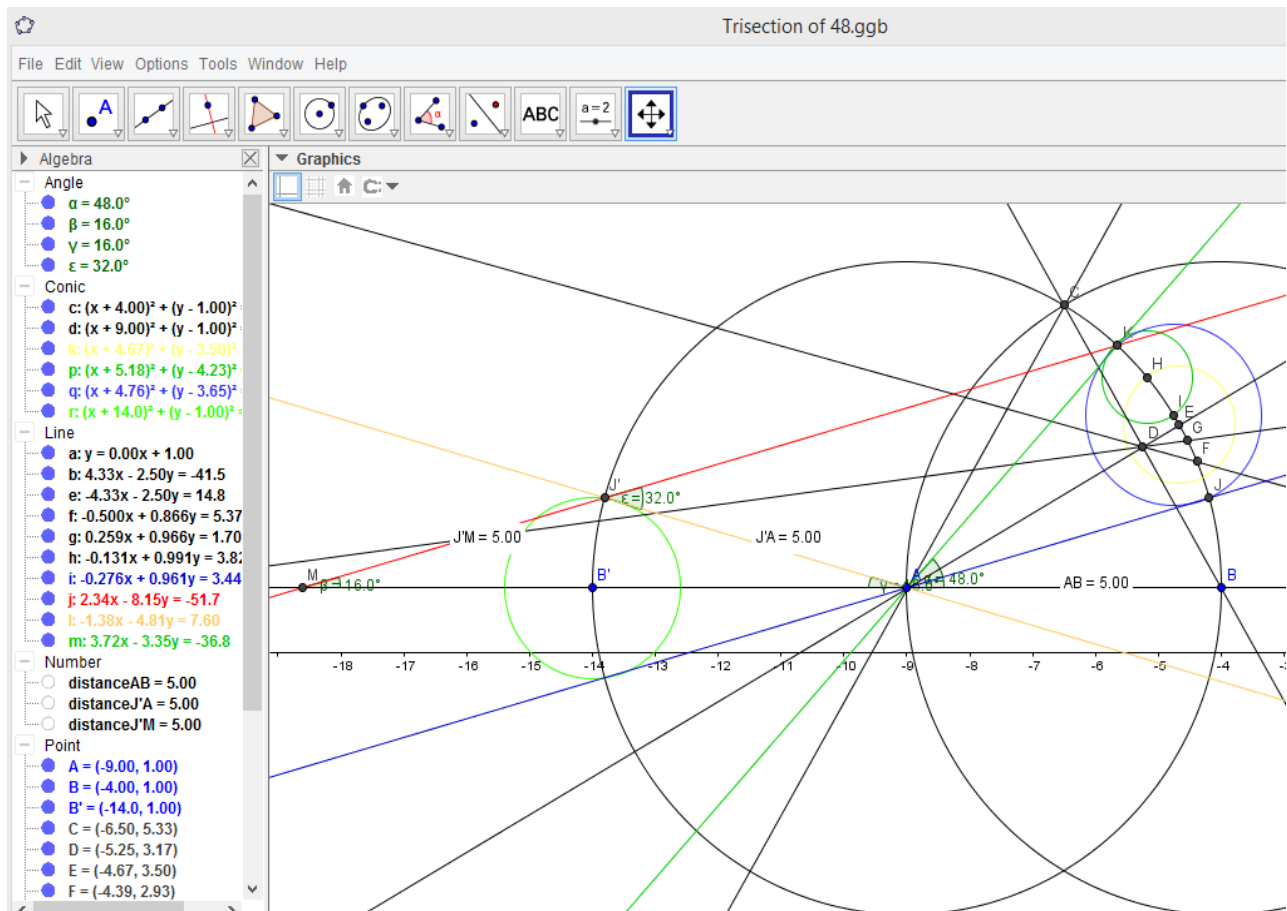 Trisection of 48.ggb
File Edit View Options Tools Window Help
A
α
ABC
a = 2
Algebra
Graphics
Angle
α = 48.0°
β = 16.0°
γ = 16.0°
ε = 32.0°
Conic
c: (x + 4.00)² + (y - 1.00)²
d: (x + 9.00)² + (y - 1.00)²
k: (x + 4.67)² + (y - 3.50)²
p: (x + 5.18)² + (y - 4.23)²
q: (x + 4.76)² + (y - 3.65)²
r: (x + 14.0)² + (y - 1.00)²
Line
a: y = 0.00x + 1.00
b: 4.33x - 2.50y = -41.5
e: -4.33x - 2.50y = 14.8
f: -0.500x + 0.866y = 5.37
g: 0.259x + 0.966y = 1.70
h: -0.131x + 0.991y = 3.82
i: -0.276x + 0.961y = 3.44
j: 2.34x - 8.15y = -51.7
l: -1.38x - 4.81y = 7.60
m: 3.72x - 3.35y = -36.8
Number
distanceAB = 5.00
distanceJ'A = 5.00
distanceJ'M = 5.00
Point
A = (-9.00, 1.00)
B = (-4.00, 1.00)
B' = (-14.0, 1.00)
C = (-6.50, 5.33)
D = (-5.25, 3.17)
E = (-4.67, 3.50)
F = (-4.39, 2.93)
C
K
H
I
E
D
G
F
J' ε = 32.0°
J
J'M = 5.00
J'A = 5.00
M
β = 16.0°
B'
A
γ =
48.0°
AB = 5.00
B
-18 -17 -16 -15 -14 -13 -12 -11 -10 -9 -8 -7 -6 -5 -4